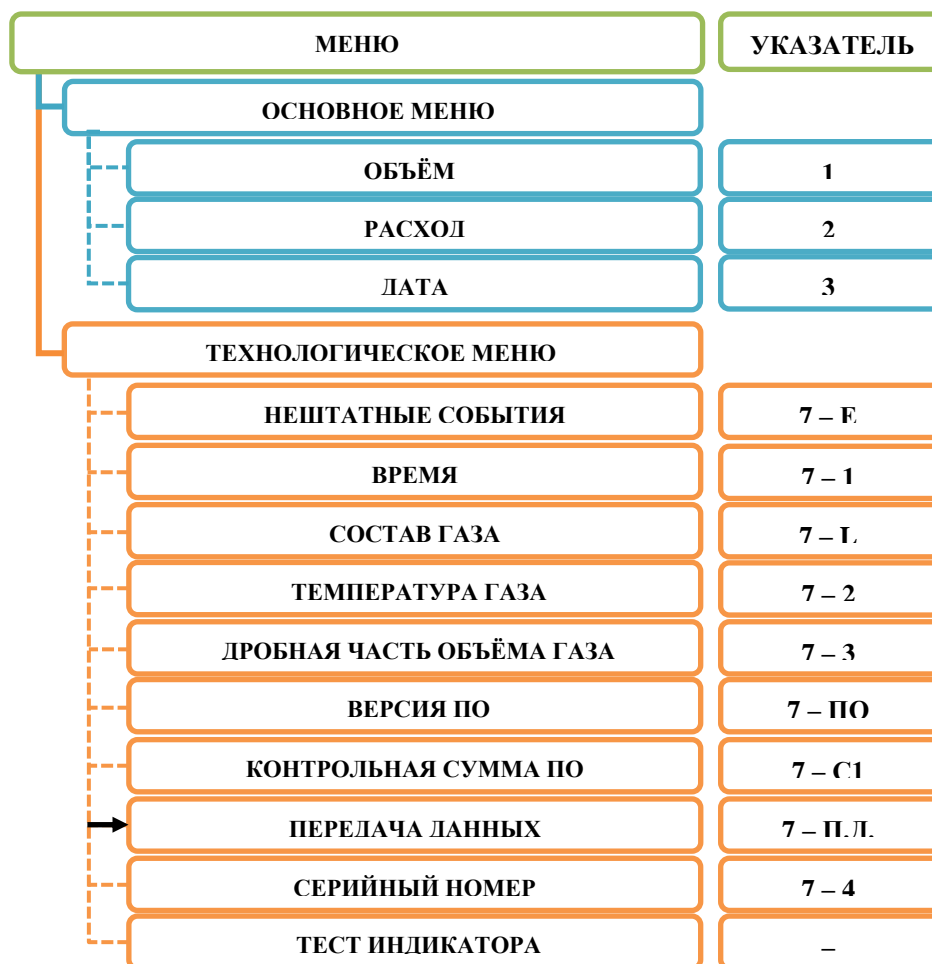 МЕНЮ УКАЗАТЕЛЬ
ОСНОВНОЕ МЕНЮ
ОБЪЁМ 1
РАСХОД 2
ДАТА 3
ТЕХНОЛОГИЧЕСКОЕ МЕНЮ
НЕШТАТНЫЕ СОБЫТИЯ 7 – E
ВРЕМЯ 7 – 1
СОСТАВ ГАЗА 7 – L
ТЕМПЕРАТУРА ГАЗА 7 – 2
ДРОБНАЯ ЧАСТЬ ОБЪЁМА ГАЗА 7 – 3
ВЕРСИЯ ПО 7 – ПО
КОНТРОЛЬНАЯ СУММА ПО 7 – С1
ПЕРЕДАЧА ДАННЫХ 7 – П.Д.
СЕРИЙНЫЙ НОМЕР 7 – 4
ТЕСТ ИНДИКАТОРА –